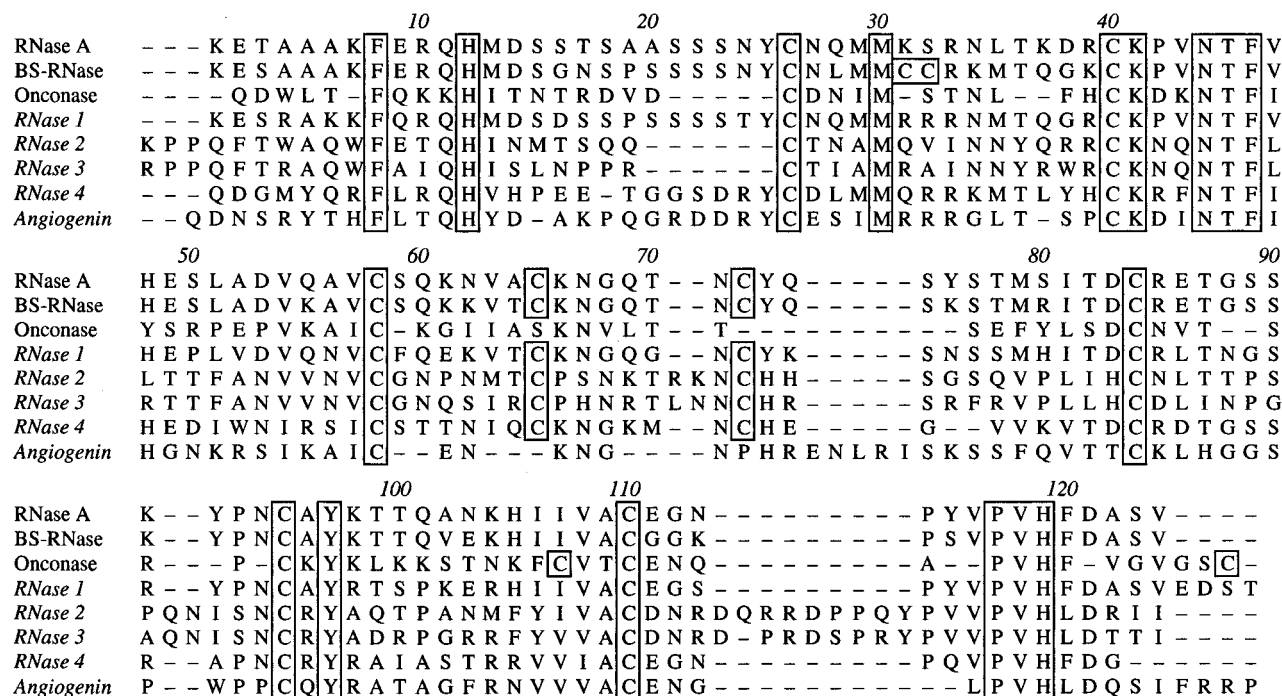 10 20 30 40
RNase A - - - K E T A A A K F E R Q H M D S S T S A A S S S S N Y C N Q M M K S R N L T K D R C K P V N T F V
BS-RNase - - - K E S A A A K F E R Q H M D S G N S P S S S S S N Y C N L M M C C R K M T Q G K C K P V N T F V
Onconase - - - - Q D W L T - F Q K K H I T N T R D V D - - - - - - C D N I M - S T N L - - F H C K D K N T F I
RNase 1 - - - K E S R A K K F Q R Q H M D S D S S P S S S S T Y C N Q M M R R R N M T Q G R C K P V N T F V
RNase 2 K P P Q F T W A Q W F E T Q H I N M T S Q Q - - - - - - C T N A M Q V I N N Y Q R R C K N Q N T F L
RNase 3 R P P Q F T R A Q W F A I Q H I S L N P P R - - - - - - C T I A M R A I N N Y R W R C K N Q N T F L
RNase 4 - - - Q D G M Y Q R F L R Q H V H P E E - T G G S D R Y C D L M M Q R R K M T L Y H C K R F N T F I
Angiogenin - - Q D N S R Y T H F L T Q H Y D - A K P Q G R D D R Y C E S I M R R R G L T - S P C K D I N T F I
50 60 70 80 90
RNase A H E S L A D V Q A V C S Q K N V A C K N G Q T - - N C Y Q - - - - - S Y S T M S I T D C R E T G S S
BS-RNase H E S L A D V K A V C S Q K K V T C K N G Q T - - N C Y Q - - - - - S K S T M R I T D C R E T G S S
Onconase Y S R P E P V K A I C - K G I I A S K N V L T - - T - - - - - - - - - - S E F Y L S D C N V T - - S
RNase 1 H E P L V D V Q N V C F Q E K V T C K N G Q G - - N C Y K - - - - - S N S S M H I T D C R L T N G S
RNase 2 L T T F A N V V N V C G N P N M T C P S N K T R K N C H H - - - - - S G S Q V P L I H C N L T T P S
RNase 3 R T T F A N V V N V C G N Q S I R C P H N R T L N N C H R - - - - - S R F R V P L L H C D L I N P G
RNase 4 H E D I W N I R S I C S T T N I Q C K N G K M - - N C H E - - - - - G - - V V K V T D C R D T G S S
Angiogenin H G N K R S I K A I C - - E N - - - K N G - - - N P H R E N L R I S K S S F Q V T T C K L H G G S
100 110 120
RNase A K - - Y P N C A Y K T T Q A N K H I I V A C E G N - - - - - - - - - P Y V P V H F D A S V - - - -
BS-RNase K - - Y P N C A Y K T T Q V E K H I I V A C G G K - - - - - - - - - P S V P V H F D A S V - - - -
Onconase R - - - P - C K Y K L K K S T N K F C V T C E N Q - - - - - - - - - A - - P V H F - V G V G S C -
RNase 1 R - - Y P N C A Y R T S P K E R H I I V A C E G S - - - - - - - - - P Y V P V H F D A S V E D S T
RNase 2 P Q N I S N C R Y A Q T P A N M F Y I V A C D N R D Q R R D P P Q Y P V V P V H L D R I I - - - -
RNase 3 A Q N I S N C R Y A D R P G R R F Y V V A C D N R D - P R D S P R Y P V V P V H L D T T I - - - -
RNase 4 R - - A P N C R Y R A I A S T R R V V I A C E G N - - - - - - - - - P Q V P V H F D G - - - - - -
Angiogenin P - - W P P C Q Y R A T A G F R N V V V A C E N G - - - - - - - - - - L P V H L D Q S I F R R P